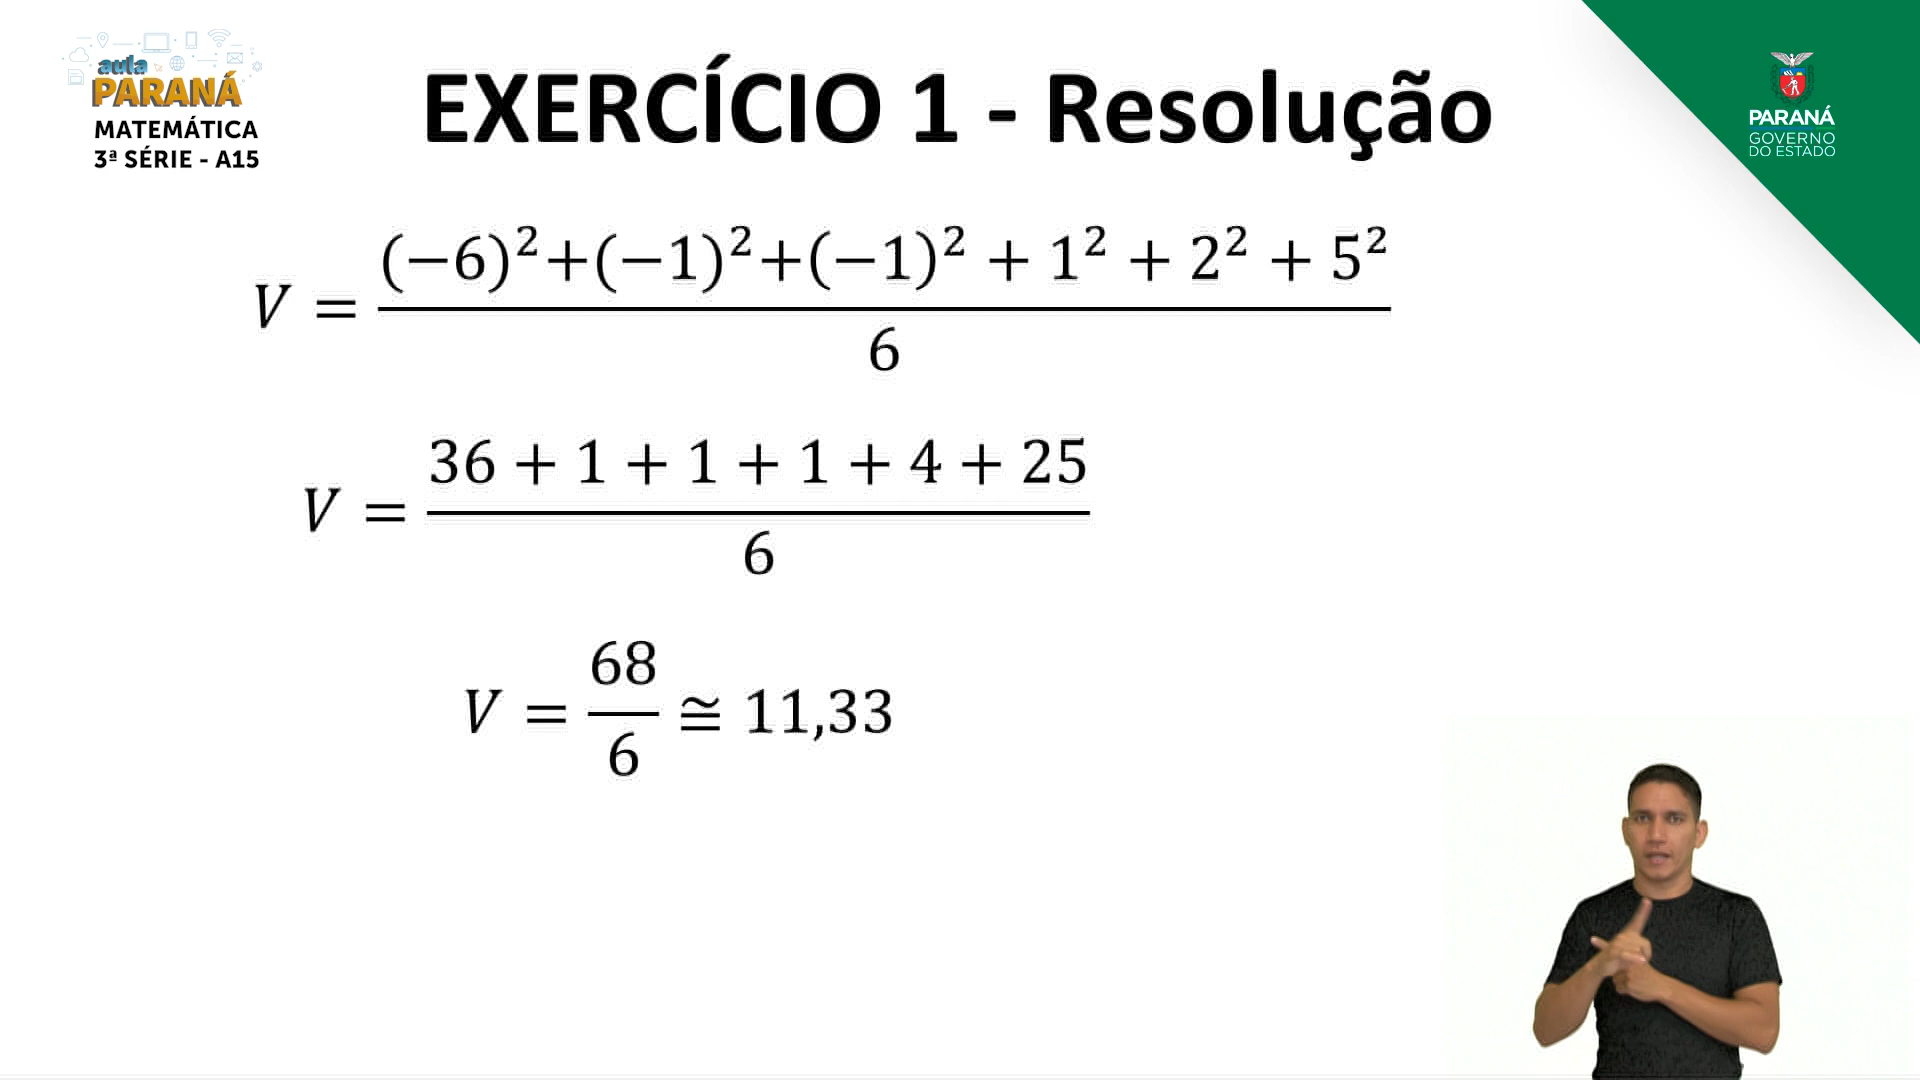 aula
PARANÁ
MATEMÁTICA
3ª SÉRIE - A15
EXERCÍCIO 1 - Resolução
PARANÁ
GOVERNO
DO ESTADO
V = ((−6)²+(−1)²+(−1)² + 1² + 2² + 5²) / 6
V = (36 + 1 + 1 + 1 + 4 + 25) / 6
V = 68/6 ≅ 11,33